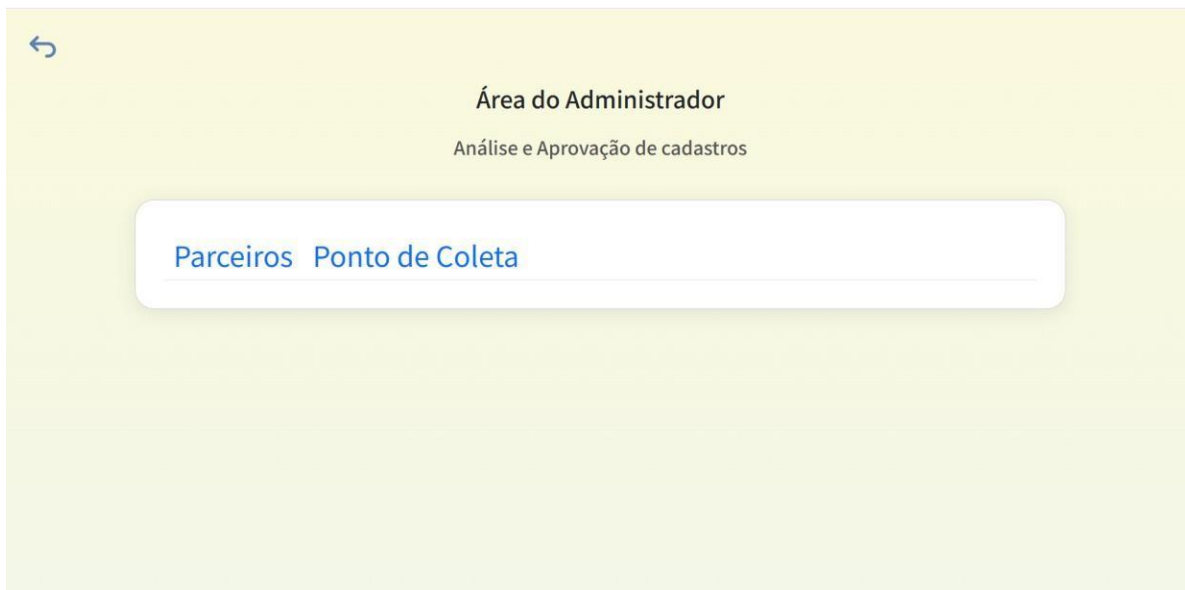 Área do Administrador
Análise e Aprovação de cadastros
Parceiros Ponto de Coleta